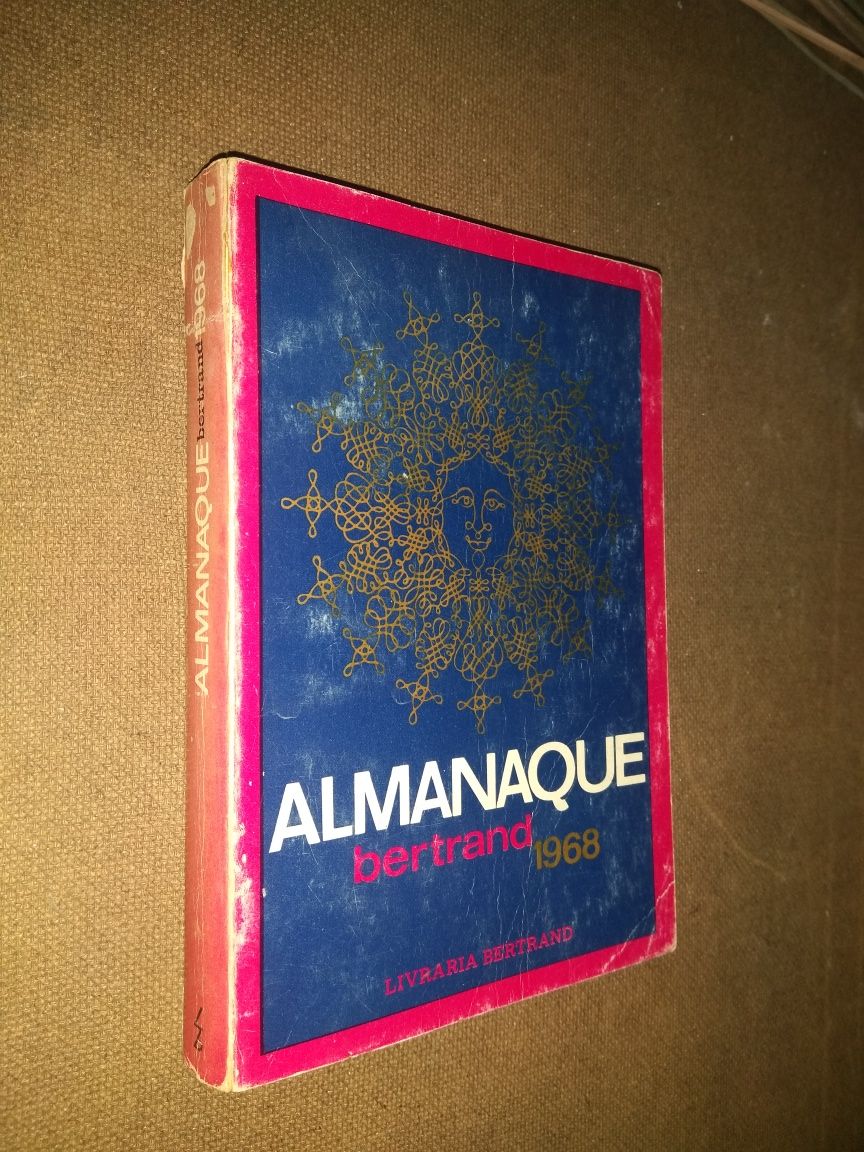 ALMANAQUE bertrand 1968
ALMANAQUE
bertrand 1968
LIVRARIA BERTRAND